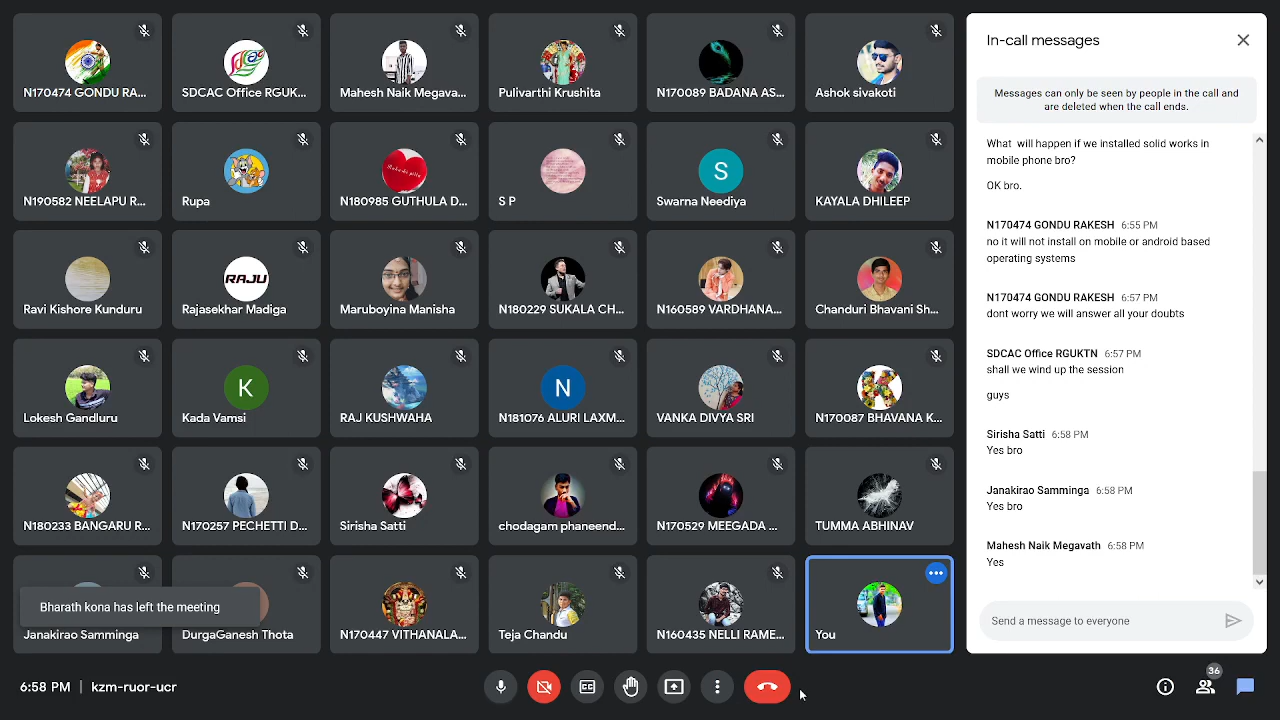 N170474 GONDU RA...
SDCAC Office RGUK...
Mahesh Naik Megava...
Pulivarthi Krushita
N170089 BADANA AS...
Ashok sivakoti
N190582 NEELAPU R...
Rupa
N180985 GUTHULA D...
S P
S
Swarna Neediya
KAYALA DHILEEP
Ravi Kishore Kunduru
RAJU
Rajasekhar Madiga
Maruboyina Manisha
N180229 SUKALA CH...
N160589 VARDHANA...
Chanduri Bhavani Sh...
Lokesh Gandluru
K
Kada Vamsi
RAJ KUSHWAHA
N
N181076 ALURI LAXM...
VANKA DIVYA SRI
K
N170087 BHAVANA K...
N180233 BANGARU R...
N170257 PECHETTI D...
Sirisha Satti
chodagam phaneend...
N170529 MEEGADA ...
TUMMA ABHINAV
Bharath kona has left the meeting
Janakirao Samminga
DurgaGanesh Thota
N170447 VITHANALA...
Teja Chandu
N160435 NELLI RAME...
You
In-call messages
Messages can only be seen by people in the call and
are deleted when the call ends.
What will happen if we installed solid works in
mobile phone bro?
OK bro.
N170474 GONDU RAKESH 6:55 PM
no it will not install on mobile or android based
operating systems
N170474 GONDU RAKESH 6:57 PM
dont worry we will answer all your doubts
SDCAC Office RGUKTN 6:57 PM
shall we wind up the session
guys
Sirisha Satti 6:58 PM
Yes bro
Janakirao Samminga 6:58 PM
Yes bro
Mahesh Naik Megavath 6:58 PM
Yes
Send a message to everyone
6:58 PM | kzm-ruor-ucr
36